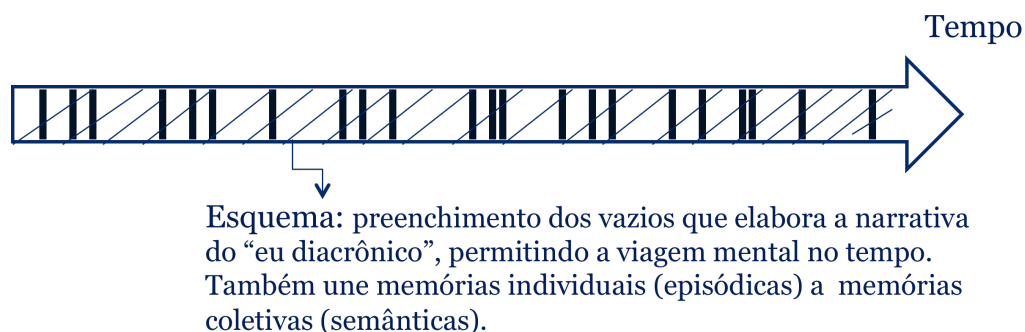 Tempo
Esquema: preenchimento dos vazios que elabora a narrativa
do “eu diacrônico”, permitindo a viagem mental no tempo.
Também une memórias individuais (episódicas) a memórias
coletivas (semânticas).